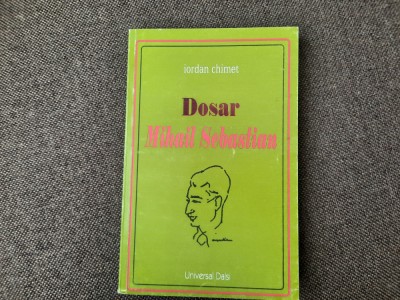 iordan chimet
Dosar
Mihail Sebastian
Universal Dalsi